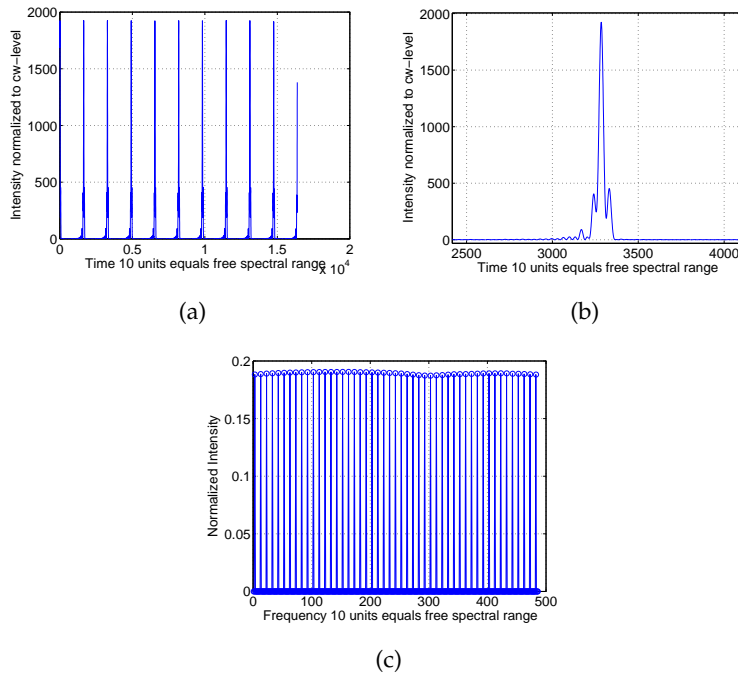 2000
1500
1000
500
0
Intensity normalized to cw−level
0 0.5 1 1.5 2
x 10^4
Time 10 units equals free spectral range
(a)
2000
1500
1000
500
0
Intensity normalized to cw−level
2500 3000 3500 4000
Time 10 units equals free spectral range
(b)
0.2
0.15
0.1
0.05
0
Normalized Intensity
0 100 200 300 400 500
Frequency 10 units equals free spectral range
(c)